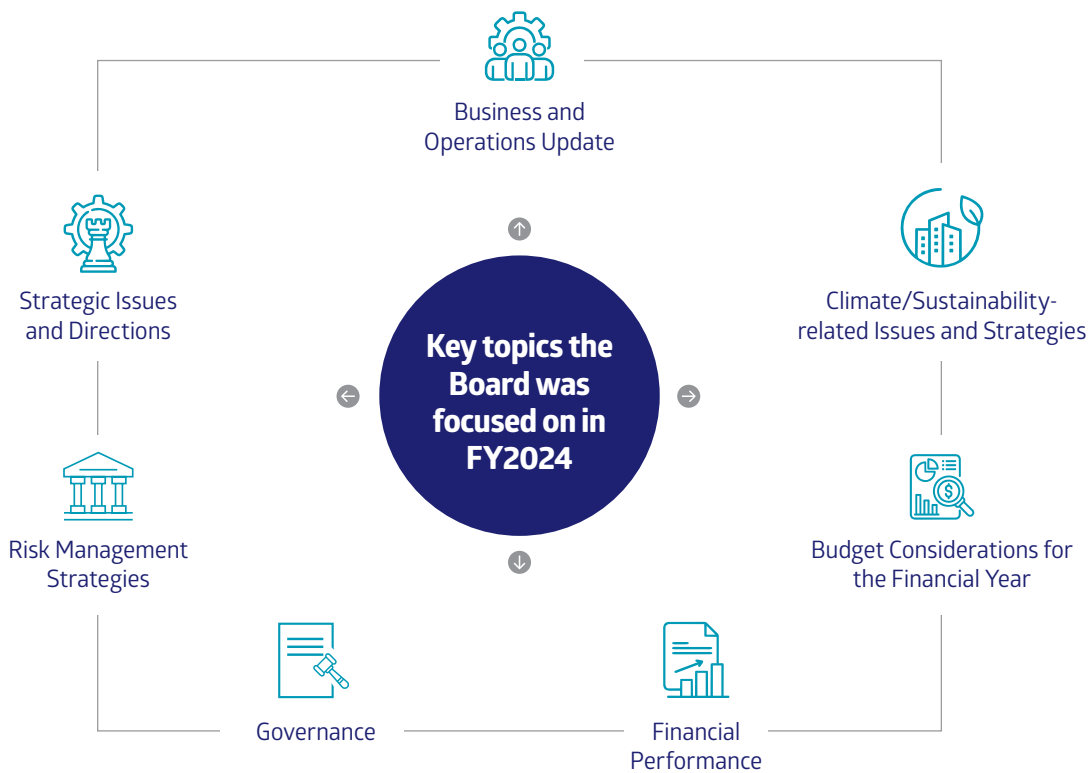 Business and
Operations Update
Strategic Issues
and Directions
Climate/Sustainability-
related Issues and Strategies
Key topics the
Board was
focused on in
FY2024
Risk Management
Strategies
Budget Considerations for
the Financial Year
Governance
Financial
Performance
$